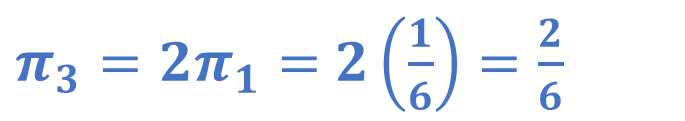 π₃ = 2π₁ = 2(1/6) = 2/6